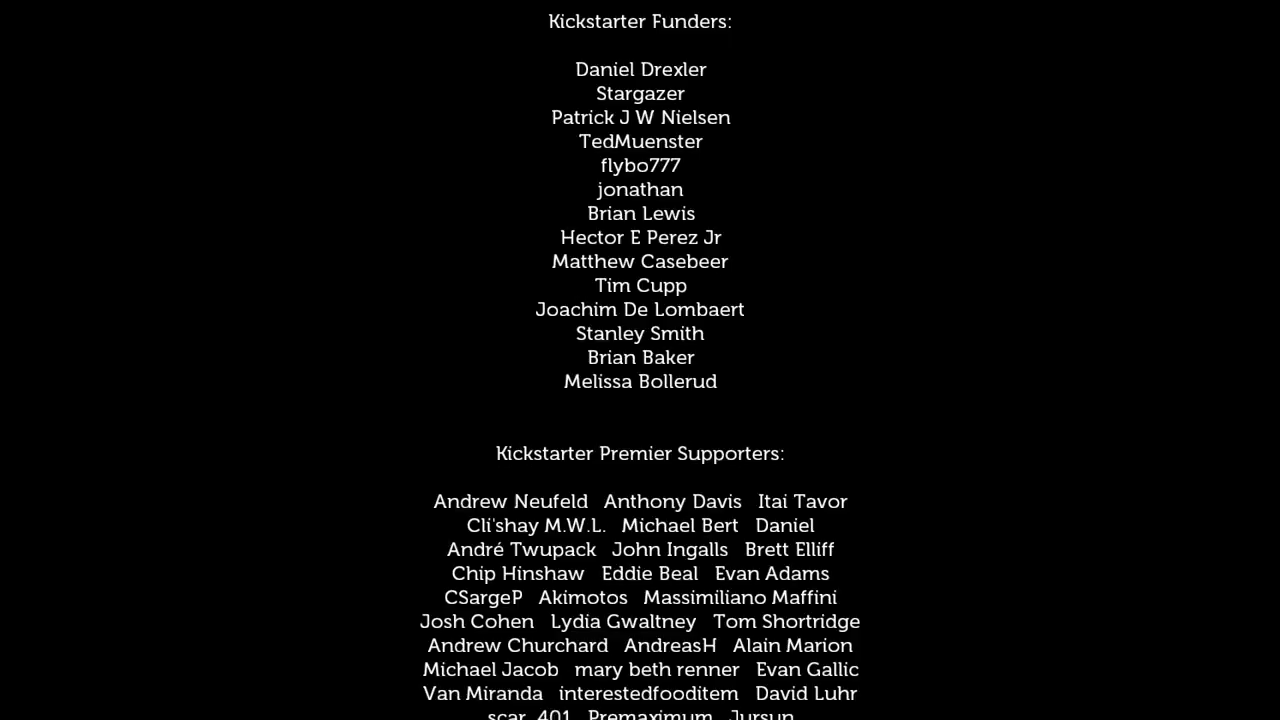 Kickstarter Funders:
Daniel Drexler
Stargazer
Patrick J W Nielsen
TedMuenster
flybo777
jonathan
Brian Lewis
Hector E Perez Jr
Matthew Casebeer
Tim Cupp
Joachim De Lombaert
Stanley Smith
Brian Baker
Melissa Bollerud
Kickstarter Premier Supporters:
Andrew Neufeld Anthony Davis Itai Tavor
Cli'shay M.W.L. Michael Bert Daniel
André Twupack John Ingalls Brett Elliff
Chip Hinshaw Eddie Beal Evan Adams
CSargeP Akimotos Massimiliano Maffini
Josh Cohen Lydia Gwaltney Tom Shortridge
Andrew Churchard AndreasH Alain Marion
Michael Jacob mary beth renner Evan Gallic
Van Miranda interestedfooditem David Luhr
scar_401 Premaximum Jursun